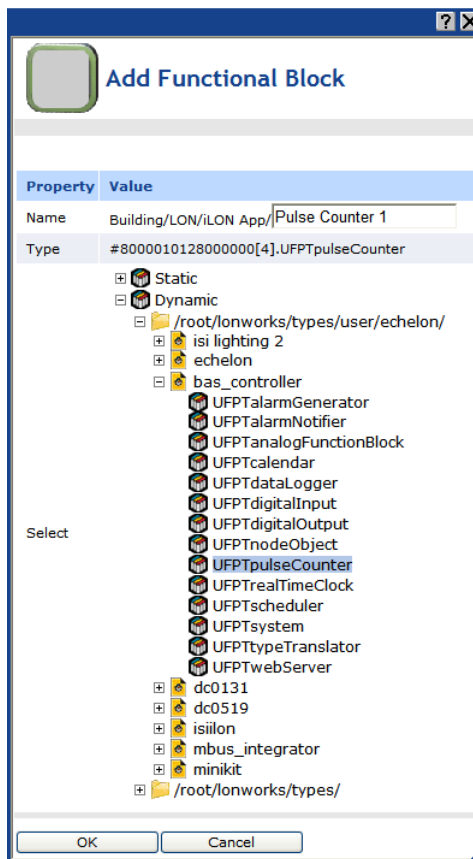 ?
Add Functional Block
Property Value
Name Building/LON/iLON App/ Pulse Counter 1
Type #8000010128000000[4].UFPTpulseCounter
Static
Dynamic
/root/lonworks/types/user/echelon/
isi lighting 2
echelon
bas_controller
UFPTalarmGenerator
UFPTalarmNotifier
UFPTanalogFunctionBlock
UFPTcalendar
UFPTdataLogger
UFPTdigitalInput
UFPTdigitalOutput
Select
UFPTnodeObject
UFPTpulseCounter
UFPTrealTimeClock
UFPTscheduler
UFPTsystem
UFPTtypeTranslator
UFPTwebServer
dc0131
dc0519
isiilon
mbus_integrator
minikit
/root/lonworks/types/
OK Cancel